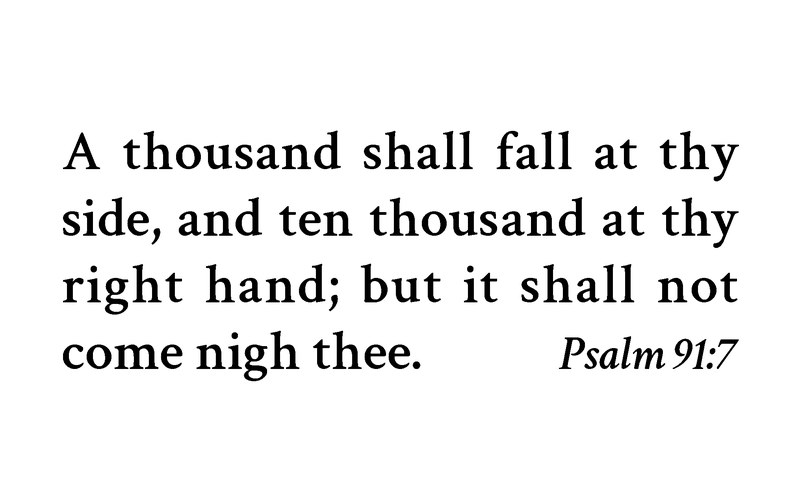 A thousand shall fall at thy
side, and ten thousand at thy
right hand; but it shall not
come nigh thee. Psalm 91:7